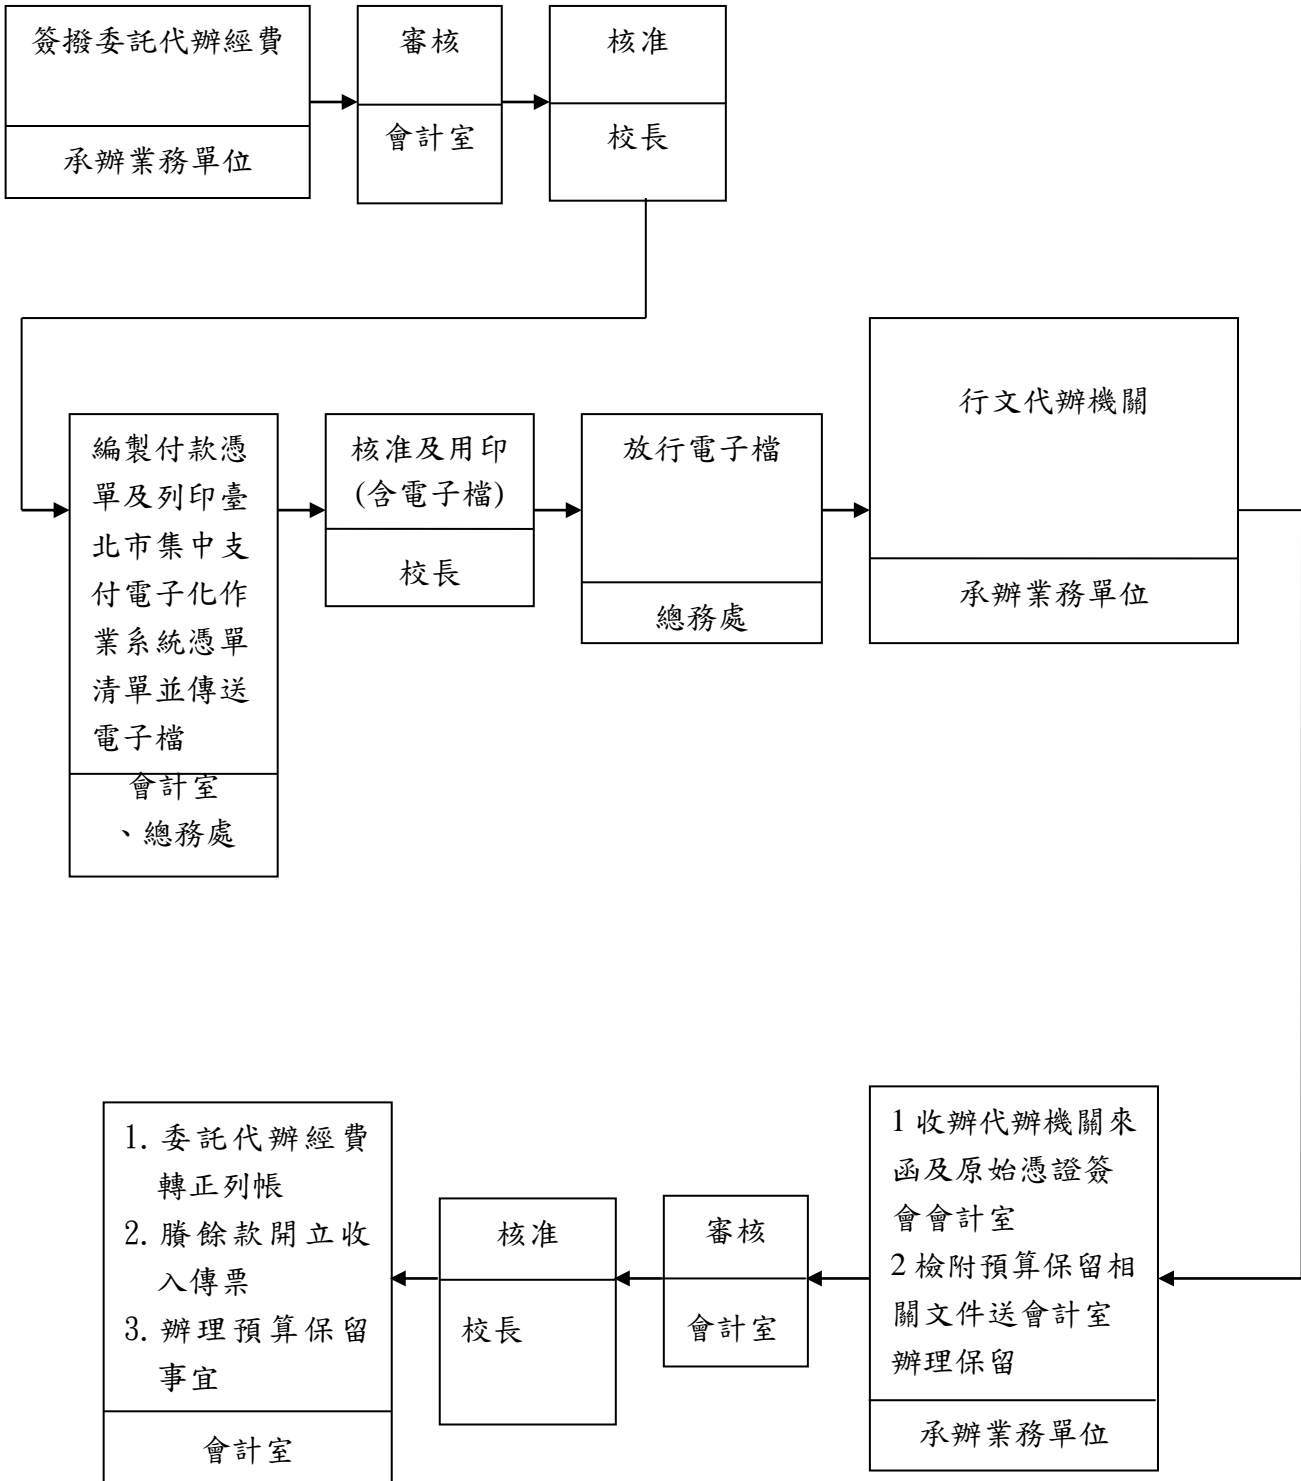 簽撥委託代辦經費
承辦業務單位
審核
會計室
核准
校長
編製付款憑
單及列印臺
北市集中支
付電子化作
業系統憑單
清單並傳送
電子檔
會計室
、總務處
核准及用印
(含電子檔)
校長
放行電子檔
總務處
行文代辦機關
承辦業務單位
1 收辦代辦機關來
函及原始憑證簽
會會計室
2 檢附預算保留相
關文件送會計室
辦理保留
承辦業務單位
審核
會計室
核准
校長
1. 委託代辦經費
轉正列帳
2. 賸餘款開立收
入傳票
3. 辦理預算保留
事宜
會計室